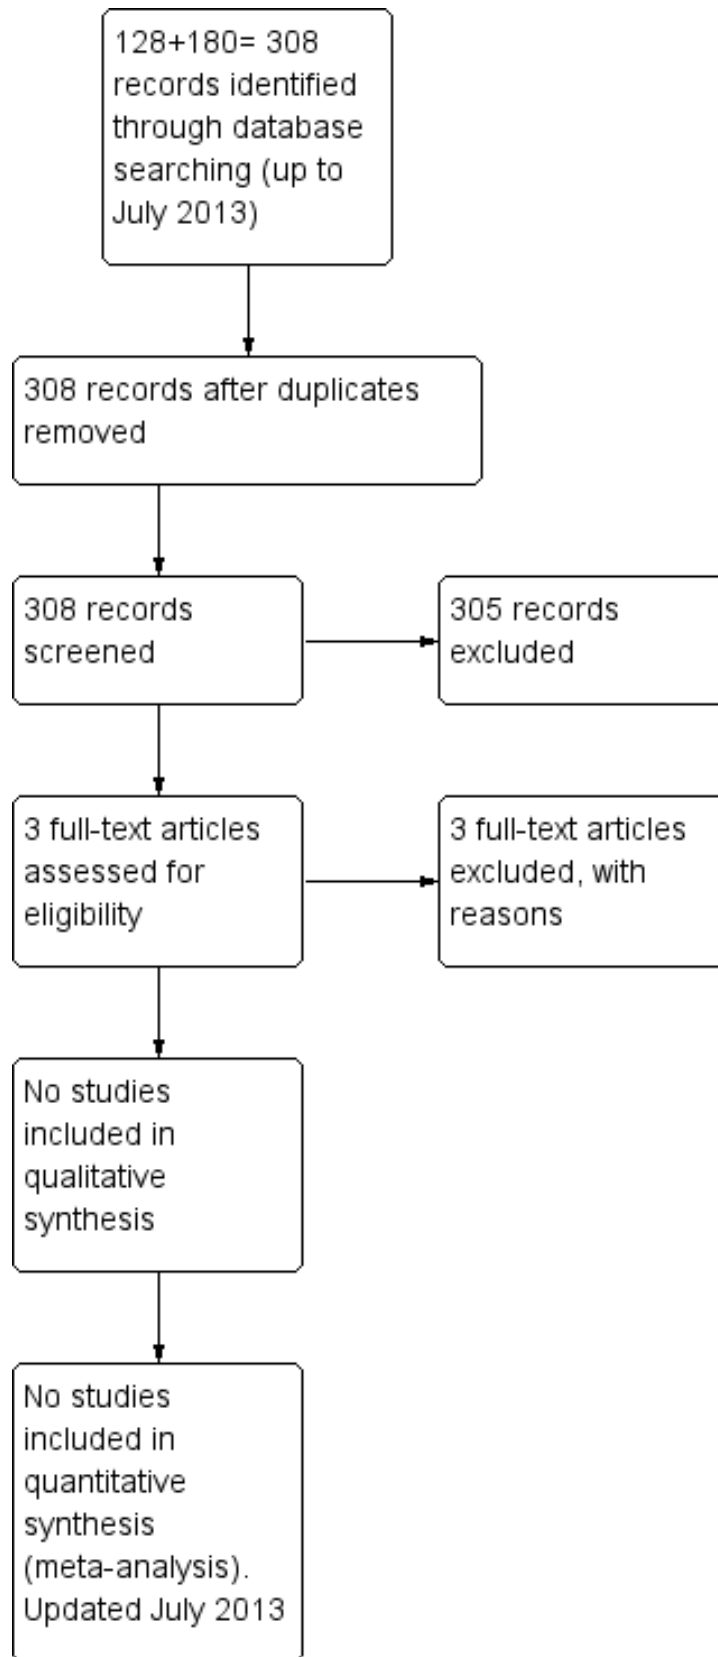 128+180= 308
records identified
through database
searching (up to
July 2013)
308 records after duplicates
removed
308 records
screened
305 records
excluded
3 full-text articles
assessed for
eligibility
3 full-text articles
excluded, with
reasons
No studies
included in
qualitative
synthesis
No studies
included in
quantitative
synthesis
(meta-analysis).
Updated July 2013